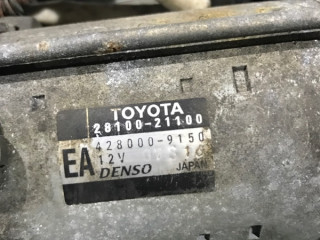 TOYOTA
28100-21100
428000-9150
EA 12V
DENSO JAPAN